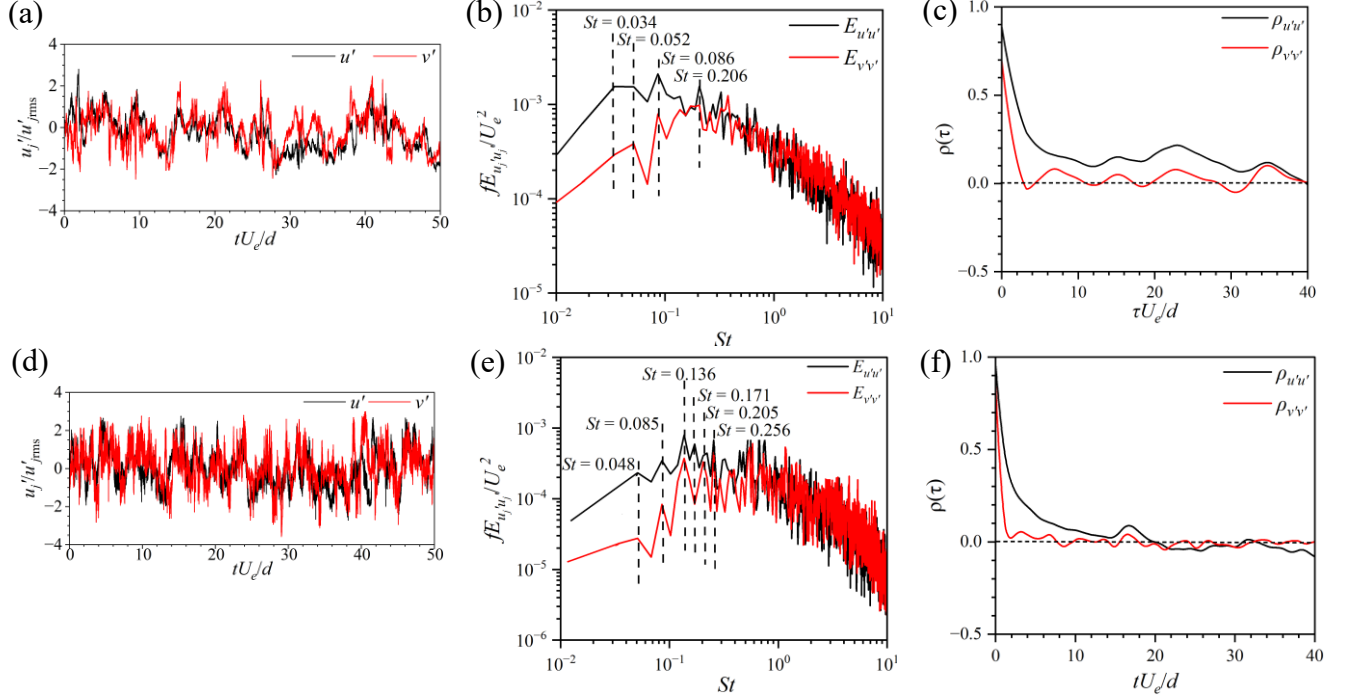 (a)
u' v'
u_j'/u'_jrms
4
2
0
−2
−4
0 10 20 30 40 50
tU_e/d
(b)
10^−2
10^−3
10^−4
10^−5
St = 0.034
St = 0.052
St = 0.086
St = 0.206
E_u'u'
E_v'v'
fE_u_j'u_j'/U_e^2
10^−2 10^−1 10^0 10^1
St
(c)
1.0
0.5
0.0
−0.5
ρ(τ)
ρ_u'u'
ρ_v'v'
0 10 20 30 40
τU_e/d
(d)
u' v'
u_j'/u'_jrms
4
2
0
−2
−4
0 10 20 30 40 50
tU_e/d
(e)
10^−2
10^−3
10^−4
10^−5
10^−6
St = 0.136
St = 0.171
St = 0.085
St = 0.205
St = 0.256
St = 0.048
E_u'u'
E_v'v'
fE_u_j'u_j'/U_e^2
10^−2 10^−1 10^0 10^1
St
(f)
1.0
0.5
0.0
−0.5
ρ(τ)
ρ_u'u'
ρ_v'v'
0 10 20 30 40
tU_e/d